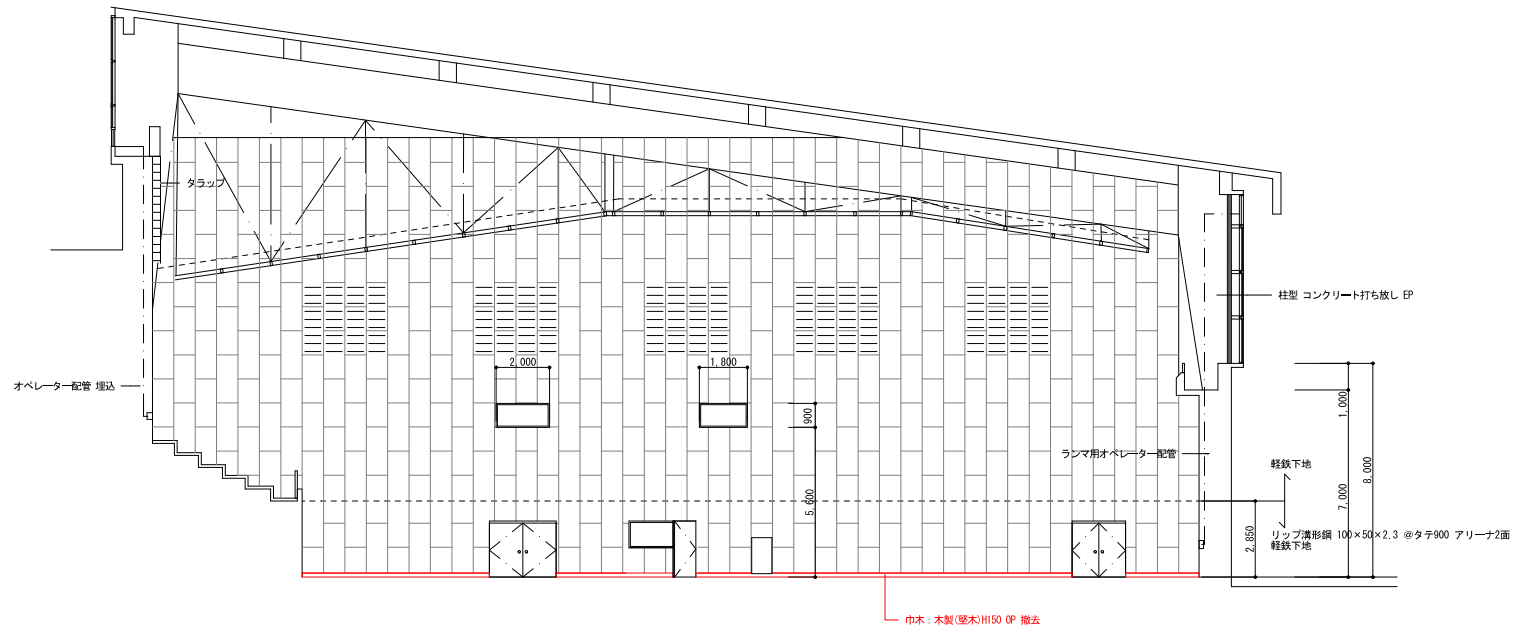 タラップ
柱型 コンクリート打ち放し EP
2,000
1,800
オペレーター配管 埋込
900
1,000
ランマ用オペレーター配管
軽鉄下地
8,000
7,000
5,600
2,850
リップ溝形鋼 100×50×2.3 @タテ900 アリーナ2面
軽鉄下地
巾木：木製(堅木)H150 OP 撤去